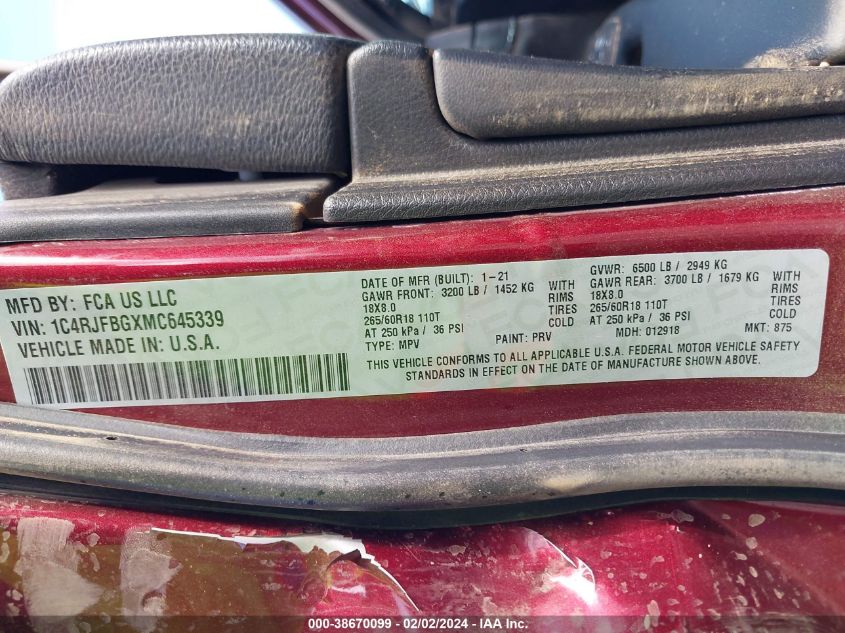 MFD BY: FCA US LLC
VIN: 1C4RJFBGXMC645339
VEHICLE MADE IN: U.S.A.
DATE OF MFR (BUILT): 1-21
GAWR FRONT: 3200 LB / 1452 KG WITH
18X8.0 RIMS
265/60R18 110T TIRES
AT 250 kPa / 36 PSI COLD
TYPE: MPV PAINT: PRV
GVWR: 6500 LB / 2949 KG
GAWR REAR: 3700 LB / 1679 KG WITH
18X8.0 RIMS
265/60R18 110T TIRES
AT 250 kPa / 36 PSI COLD
MDH: 012918 MKT: 875
THIS VEHICLE CONFORMS TO ALL APPLICABLE U.S.A. FEDERAL MOTOR VEHICLE SAFETY
STANDARDS IN EFFECT ON THE DATE OF MANUFACTURE SHOWN ABOVE.
000-38670099 - 02/02/2024 - IAA Inc.